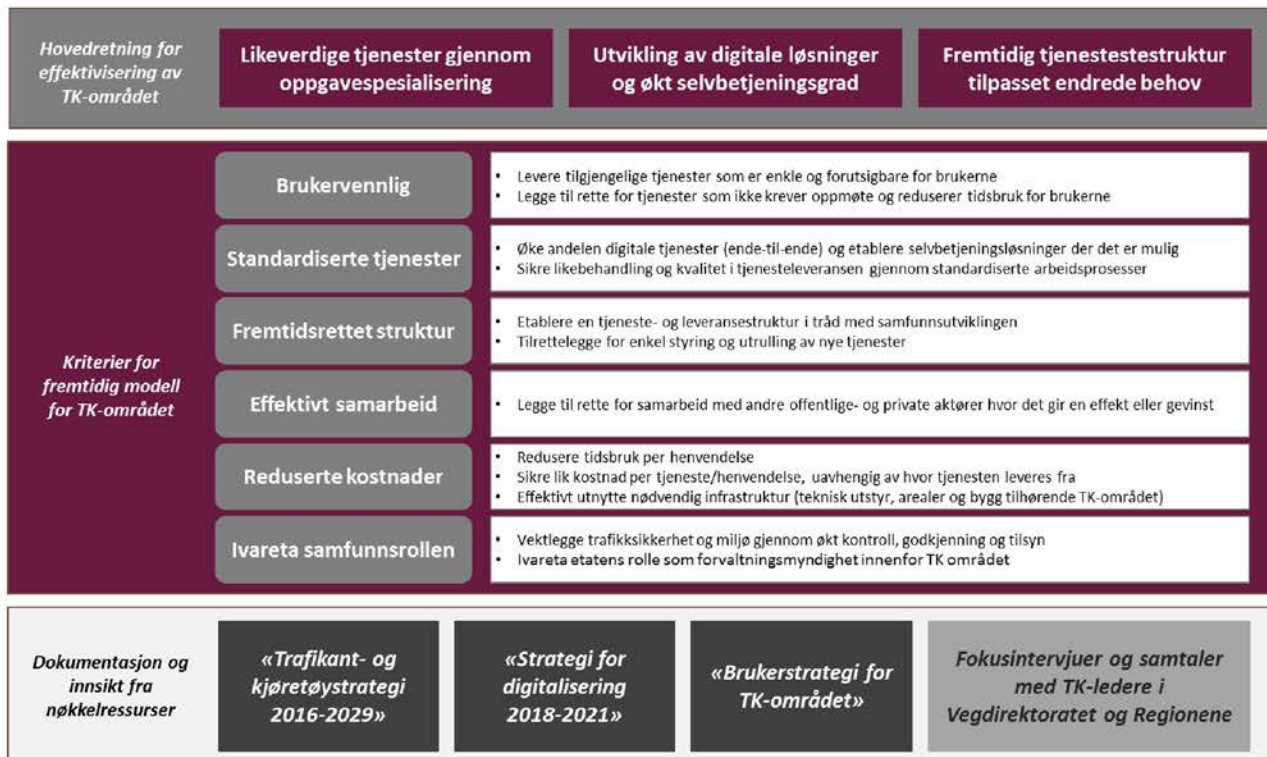 Hovedretning for
effektivisering av
TK-området
Likeverdige tjenester gjennom
oppgavespesialisering
Utvikling av digitale løsninger
og økt selvbetjeningsgrad
Fremtidig tjenestestestruktur
tilpasset endrede behov
Kriterier for
fremtidig modell
for TK-området
Brukervennlig
• Levere tilgjengelige tjenester som er enkle og forutsigbare for brukerne
• Legge til rette for tjenester som ikke krever oppmøte og reduserer tidsbruk for brukerne
Standardiserte tjenester
• Øke andelen digitale tjenester (ende-til-ende) og etablere selvbetjeningsløsninger der det er mulig
• Sikre likebehandling og kvalitet i tjenesteleveransen gjennom standardiserte arbeidsprosesser
Fremtidsrettet struktur
• Etablere en tjeneste- og leveransestruktur i tråd med samfunnsutviklingen
• Tilrettelegge for enkel styring og utrulling av nye tjenester
Effektivt samarbeid
• Legge til rette for samarbeid med andre offentlige- og private aktører hvor det gir en effekt eller gevinst
Reduserte kostnader
• Redusere tidsbruk per henvendelse
• Sikre lik kostnad per tjeneste/henvendelse, uavhengig av hvor tjenesten leveres fra
• Effektivt utnytte nødvendig infrastruktur (teknisk utstyr, arealer og bygg tilhørende TK-området)
Ivareta samfunnsrollen
• Vektlegge trafikksikkerhet og miljø gjennom økt kontroll, godkjenning og tilsyn
• Ivareta etatens rolle som forvaltningsmyndighet innenfor TK området
Dokumentasjon og
innsikt fra
nøkkelressurser
«Trafikant- og
kjøretøystrategi
2016-2029»
«Strategi for
digitalisering
2018-2021»
«Brukerstrategi for
TK-området»
Fokusintervjuer og samtaler
med TK-ledere i
Vegdirektoratet og Regionene